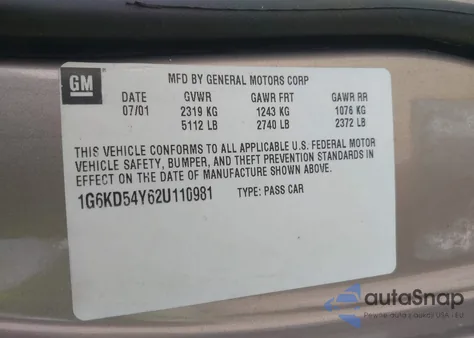 GM
MFD BY GENERAL MOTORS CORP
DATE GVWR GAWR FRT GAWR RR
07/01 2319 KG 1243 KG 1076 KG
5112 LB 2740 LB 2372 LB
THIS VEHICLE CONFORMS TO ALL APPLICABLE U.S. FEDERAL MOTOR
VEHICLE SAFETY, BUMPER, AND THEFT PREVENTION STANDARDS IN
EFFECT ON THE DATE OF MANUFACTURE SHOWN ABOVE.
1G6KD54Y62U110981 TYPE: PASS CAR
autoSnap